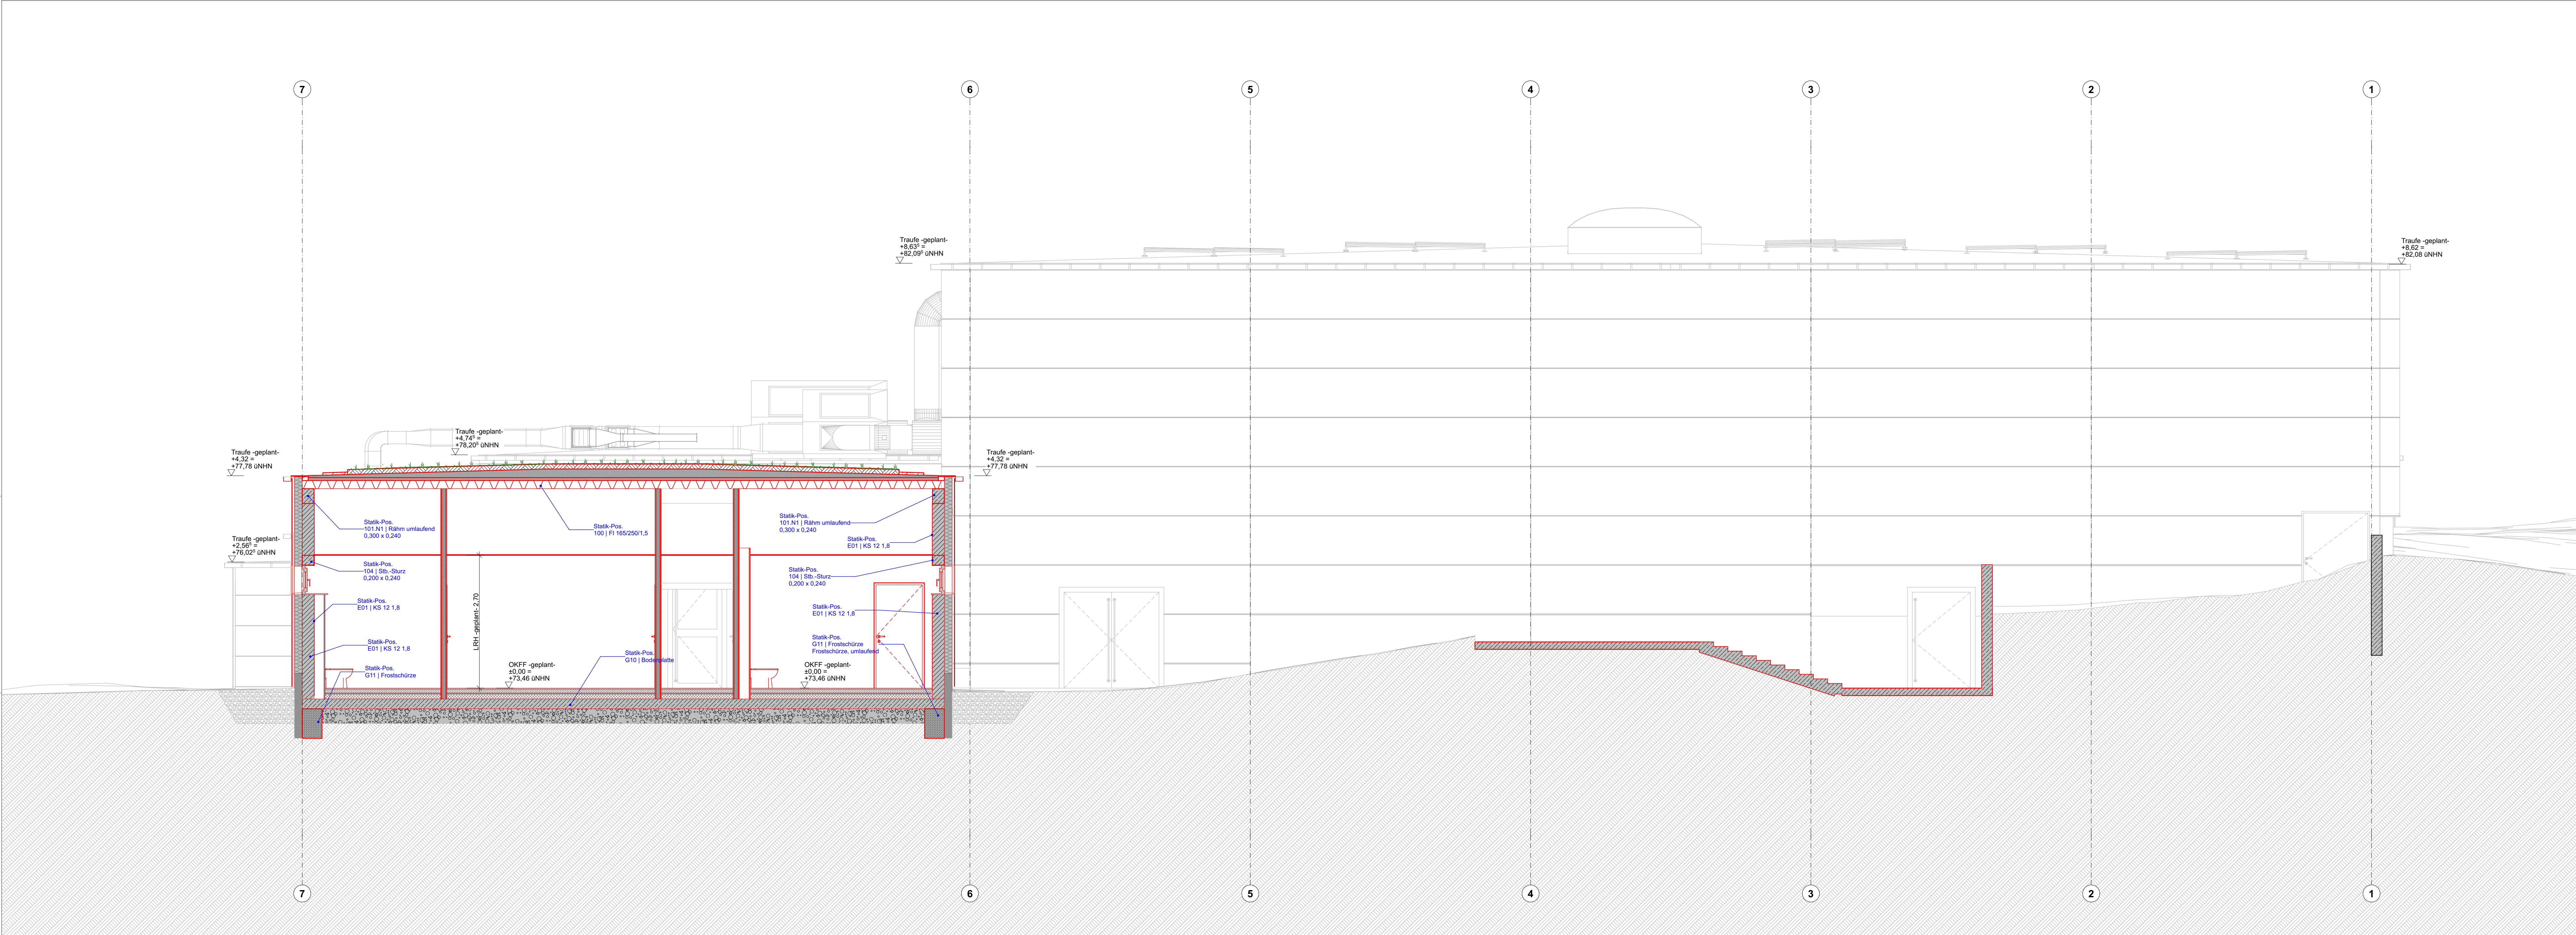 7
6
5
4
3
2
1
Traufe -geplant-
+8,63⁵ =
+82,09⁵ üNHN
Traufe -geplant-
+8,62 =
+82,08 üNHN
Traufe -geplant-
+4,74⁵ =
+78,20⁵ üNHN
Traufe -geplant-
+4,32 =
+77,78 üNHN
Traufe -geplant-
+4,32 =
+77,78 üNHN
Statik-Pos.
101.N1 | Rähm umlaufend
0,300 x 0,240
Statik-Pos.
100 | FI 165/250/1,5
Statik-Pos.
101.N1 | Rähm umlaufend
0,300 x 0,240
Statik-Pos.
E01 | KS 12 1,8
Traufe -geplant-
+2,56⁵ =
+76,02⁵ üNHN
Statik-Pos.
104 | Stb.-Sturz
0,200 x 0,240
Statik-Pos.
104 | Stb.-Sturz
0,200 x 0,240
Statik-Pos.
E01 | KS 12 1,8
LRH -geplant- 2,70
Statik-Pos.
E01 | KS 12 1,8
Statik-Pos.
E01 | KS 12 1,8
Statik-Pos.
G11 | Frostschürze
Frostschürze, umlaufend
Statik-Pos.
G10 | Bodenplatte
Statik-Pos.
G11 | Frostschürze
OKFF -geplant-
±0,00 =
+73,46 üNHN
OKFF -geplant-
±0,00 =
+73,46 üNHN
7
6
5
4
3
2
1